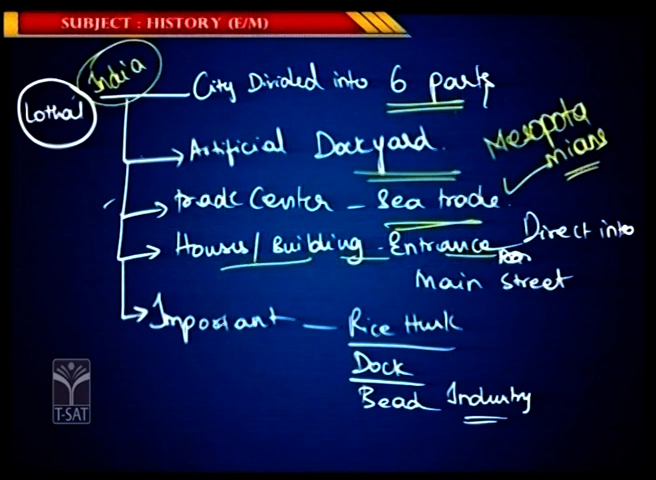 SUBJECT : HISTORY (E/M)
India
Lothal
City Divided into 6 parts
Artificial Dockyard.
Mesopota
mians
trade Center - Sea trade.
Houses/Building - Entrance Direct into
Main Street
Important - Rice Husk
Dock
Bead Industry
T-SAT